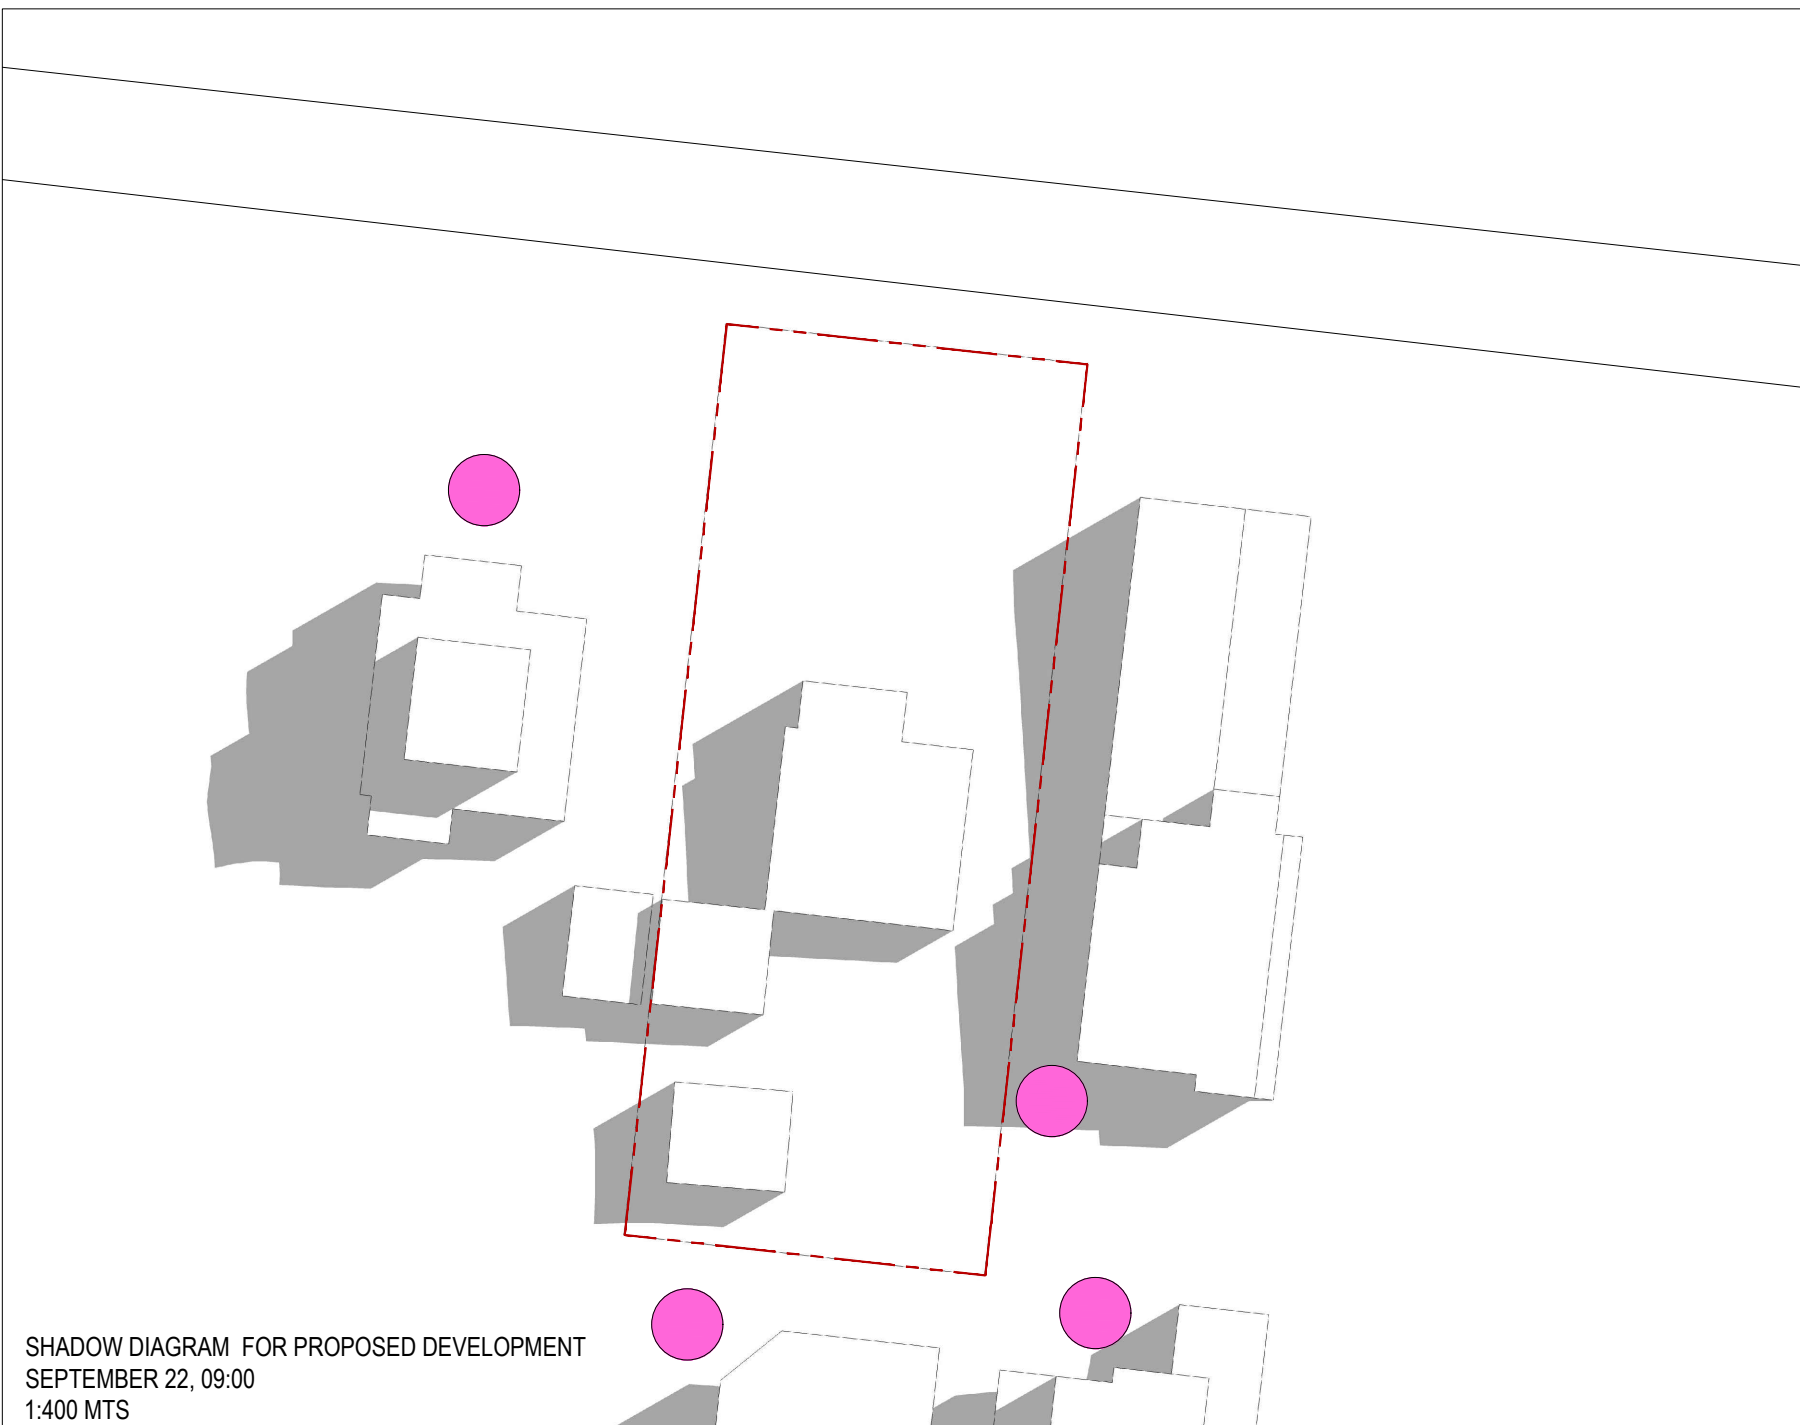 SHADOW DIAGRAM  FOR PROPOSED DEVELOPMENT
SEPTEMBER 22, 09:00
1:400 MTS